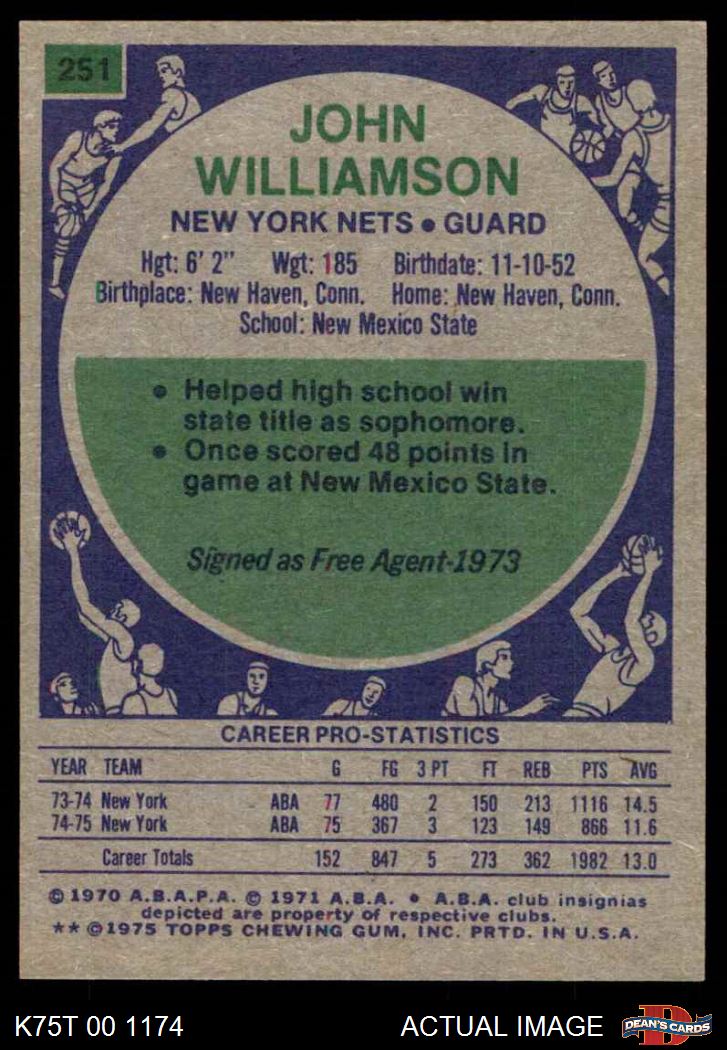 251
JOHN
WILLIAMSON
NEW YORK NETS • GUARD
Hgt: 6' 2" Wgt: 185 Birthdate: 11-10-52
Birthplace: New Haven, Conn. Home: New Haven, Conn.
School: New Mexico State
• Helped high school win
state title as sophomore.
• Once scored 48 points in
game at New Mexico State.
Signed as Free Agent-1973
CAREER PRO-STATISTICS
YEAR TEAM G FG 3 PT FT REB PTS AVG
73-74 New York ABA 77 480 2 150 213 1116 14.5
74-75 New York ABA 75 367 3 123 149 866 11.6
Career Totals 152 847 5 273 362 1982 13.0
© 1970 A.B.A.P.A. © 1971 A.B.A. • A.B.A. club insignias
depicted are property of respective clubs.
** ©1975 TOPPS CHEWING GUM, INC. PRTD. IN U.S.A.
K75T 00 1174 ACTUAL IMAGE D DEAN'S CARDS